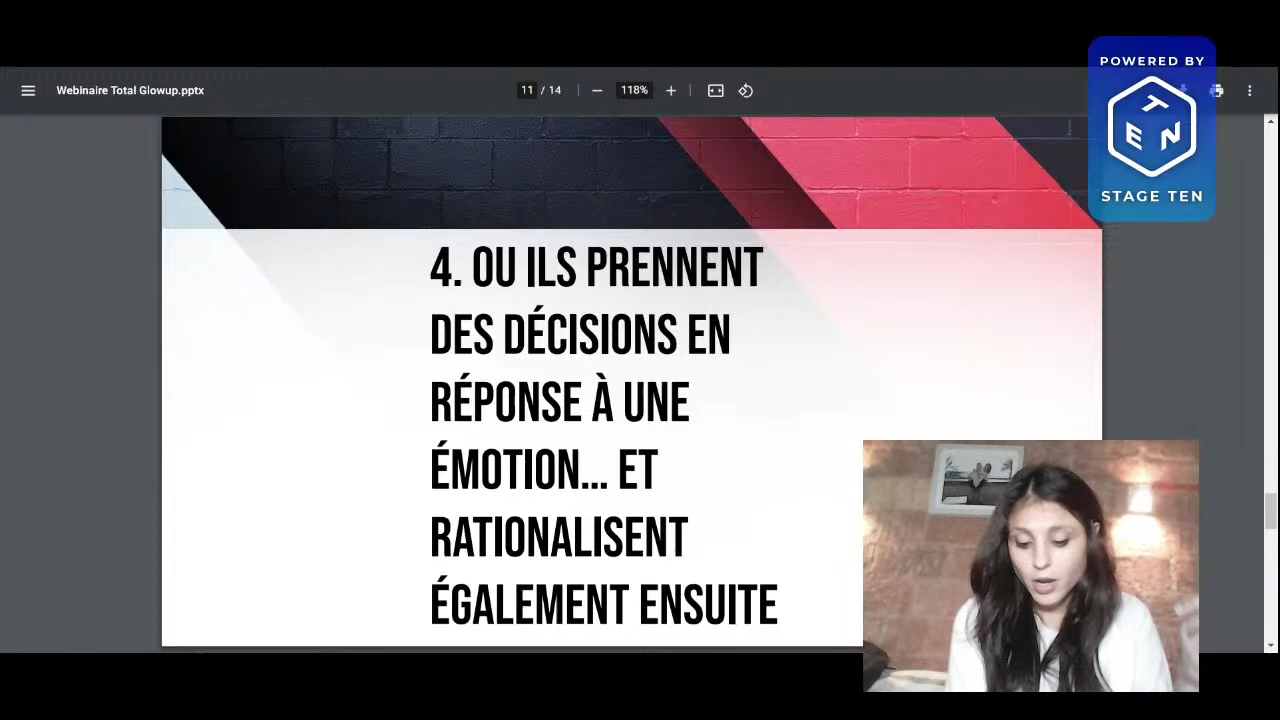 POWERED BY
TEN
STAGE TEN
Webinaire Total Glowup.pptx
11 / 14
118%
4. OU ILS PRENNENT
DES DÉCISIONS EN
RÉPONSE À UNE
ÉMOTION... ET
RATIONALISENT
ÉGALEMENT ENSUITE